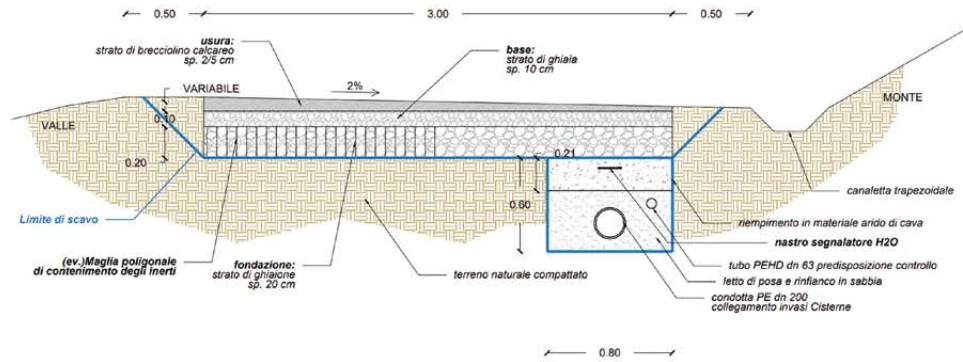 0.50
3.00
0.50
usura:
strato di brecciolino calcareo
sp. 2/5 cm
base:
strato di ghiaia
sp. 10 cm
VARIABILE
2%
MONTE
VALLE
0.10
0.20
0.21
0.60
canaletta trapezoidale
Limite di scavo
riempimento in materiale arido di cava
nastro segnalatore H2O
(ev.)Maglia poligonale
di contenimento degli inerti
fondazione:
strato di ghiaione
sp. 20 cm
terreno naturale compattato
tubo PEHD dn 63 predisposizione controllo
letto di posa e rinfianco in sabbia
condotta PE dn 200
collegamento invasi Cisterne
0.80